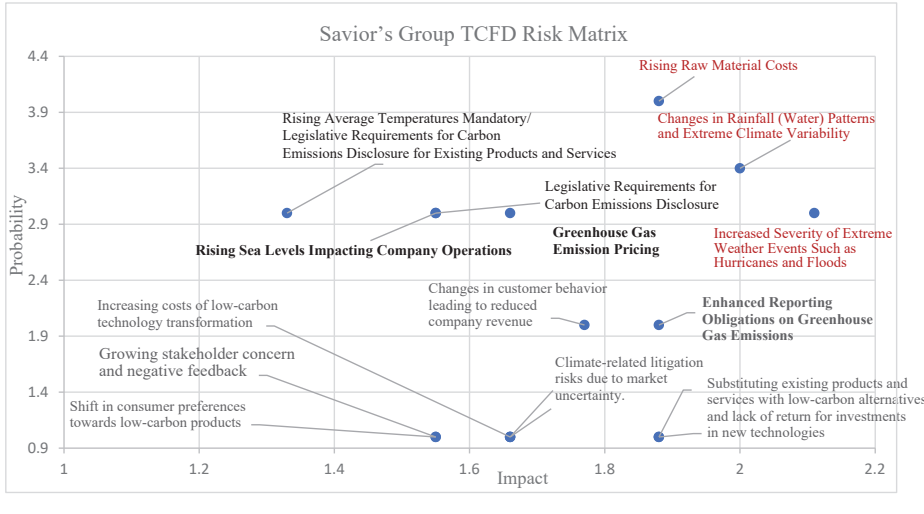 Savior’s Group TCFD Risk Matrix
4.4
3.9
3.4
2.9
2.4
1.9
1.4
0.9
Probability
Rising Raw Material Costs
Rising Average Temperatures Mandatory/
Legislative Requirements for Carbon
Emissions Disclosure for Existing Products and Services
Changes in Rainfall (Water) Patterns
and Extreme Climate Variability
Legislative Requirements for
Carbon Emissions Disclosure
Rising Sea Levels Impacting Company Operations
Greenhouse Gas
Emission Pricing
Increased Severity of Extreme
Weather Events Such as
Hurricanes and Floods
Increasing costs of low-carbon
technology transformation
Changes in customer behavior
leading to reduced
company revenue
Enhanced Reporting
Obligations on Greenhouse
Gas Emissions
Growing stakeholder concern
and negative feedback
Climate-related litigation
risks due to market
uncertainty.
Shift in consumer preferences
towards low-carbon products
Substituting existing products and
services with low-carbon alternatives
and lack of return for investments
in new technologies
1
1.2
1.4
1.6
1.8
2
2.2
Impact